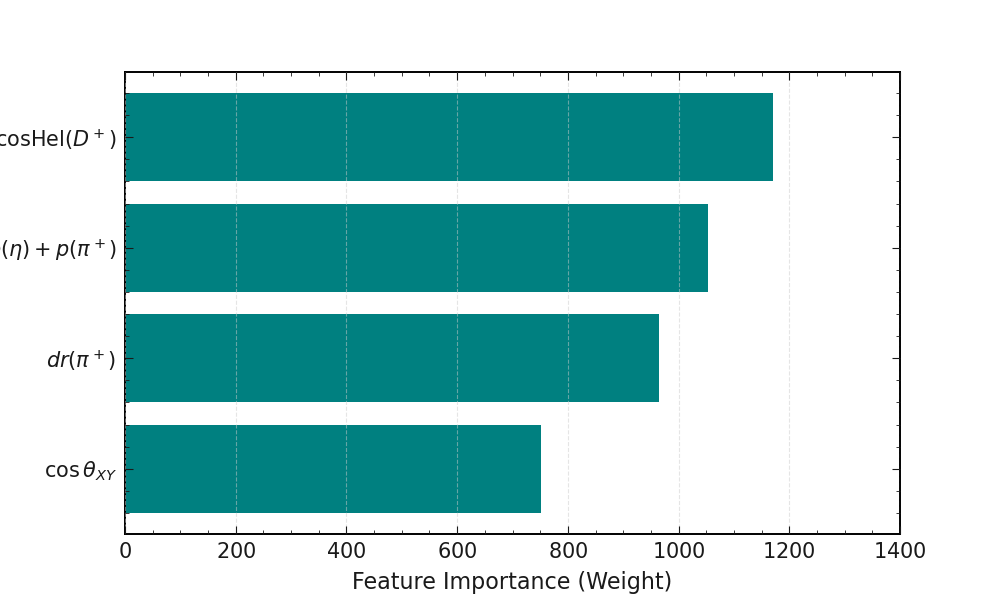 cosHel(D⁺)
(η) + p(π⁺)
dr(π⁺)
cos θ_XY
0 200 400 600 800 1000 1200 1400
Feature Importance (Weight)